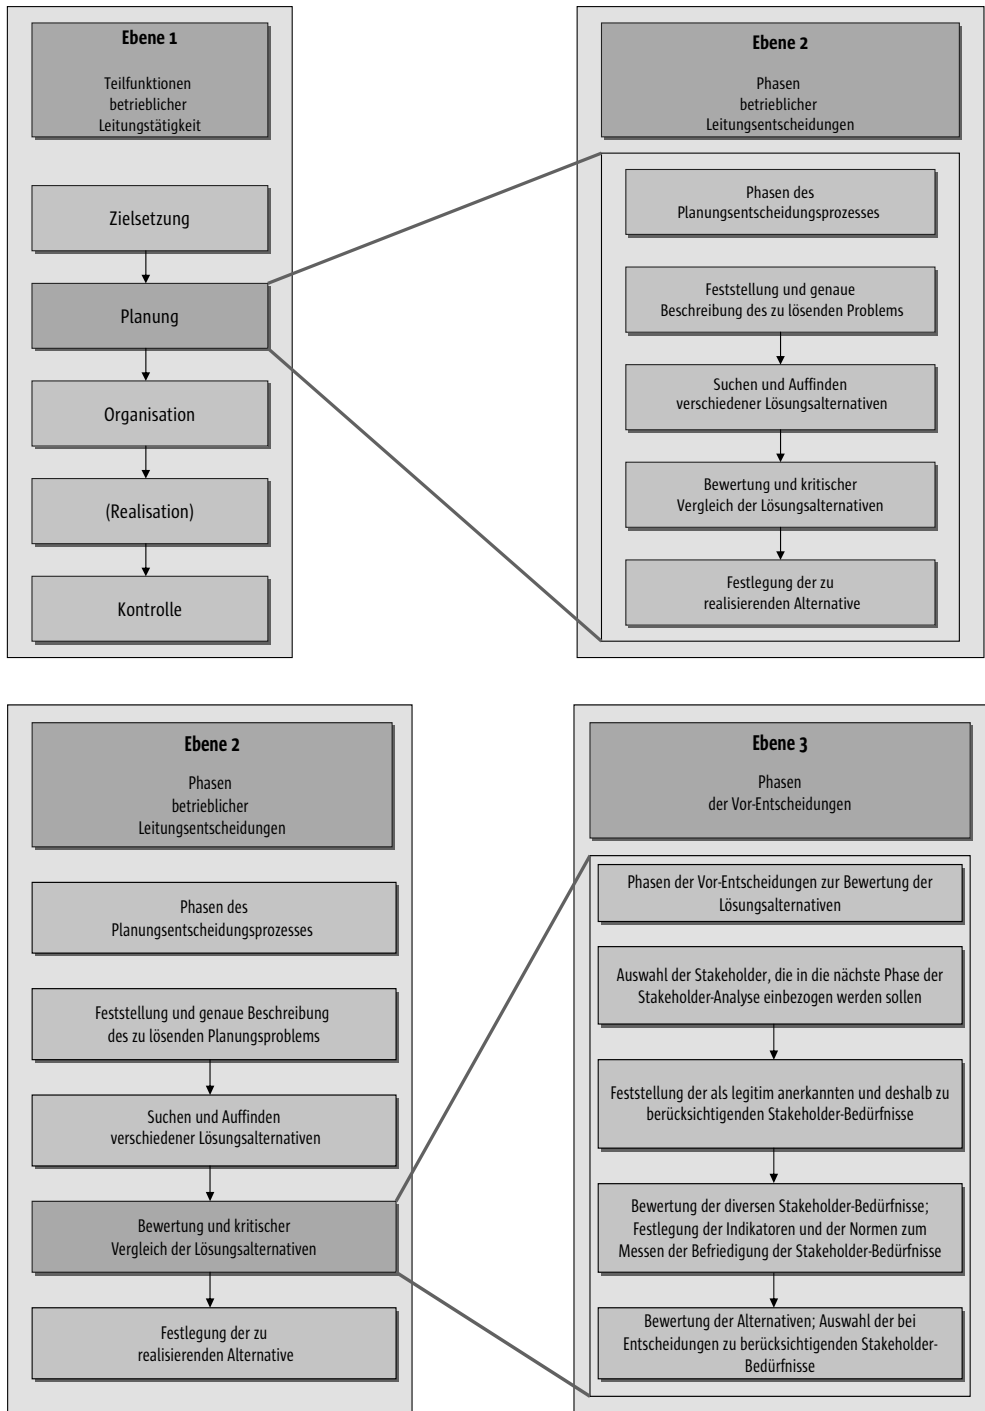 Ebene 1
Teilfunktionen
betrieblicher
Leitungstätigkeit
Zielsetzung
Planung
Organisation
(Realisation)
Kontrolle
Ebene 2
Phasen
betrieblicher
Leitungsentscheidungen
Phasen des
Planungsentscheidungsprozesses
Feststellung und genaue
Beschreibung des zu lösenden Problems
Suchen und Auffinden
verschiedener Lösungsalternativen
Bewertung und kritischer
Vergleich der Lösungsalternativen
Festlegung der zu
realisierenden Alternative
Ebene 2
Phasen
betrieblicher
Leitungsentscheidungen
Phasen des
Planungsentscheidungsprozesses
Feststellung und genaue Beschreibung
des zu lösenden Planungsproblems
Suchen und Auffinden
verschiedener Lösungsalternativen
Bewertung und kritischer
Vergleich der Lösungsalternativen
Festlegung der zu
realisierenden Alternative
Ebene 3
Phasen
der Vor-Entscheidungen
Phasen der Vor-Entscheidungen zur Bewertung der
Lösungsalternativen
Auswahl der Stakeholder, die in die nächste Phase der
Stakeholder-Analyse einbezogen werden sollen
Feststellung der als legitim anerkannten und deshalb zu
berücksichtigenden Stakeholder-Bedürfnisse
Bewertung der diversen Stakeholder-Bedürfnisse;
Festlegung der Indikatoren und der Normen zum
Messen der Befriedigung der Stakeholder-Bedürfnisse
Bewertung der Alternativen; Auswahl der bei
Entscheidungen zu berücksichtigenden Stakeholder-
Bedürfnisse